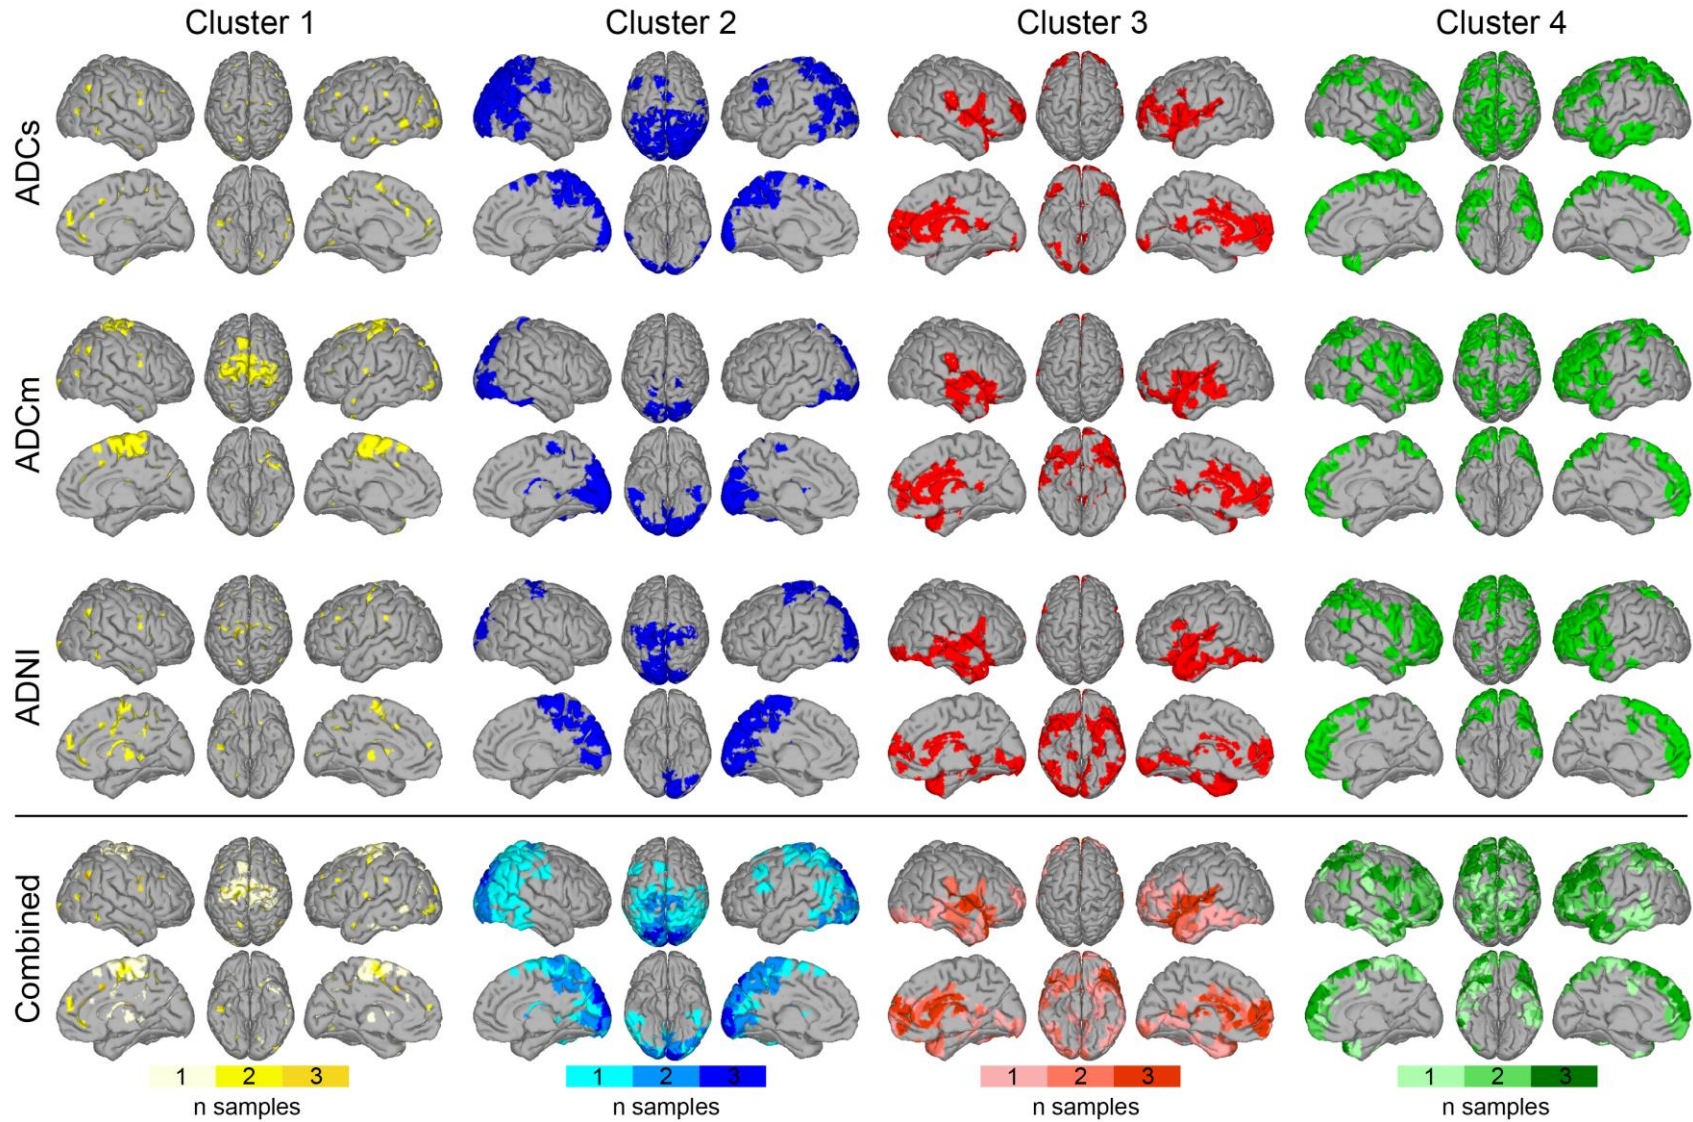 Cluster 1 Cluster 2 Cluster 3 Cluster 4
ADCs
ADCm
ADNI
Combined
1 2 3 1 2 3 1 2 3 1 2 3
n samples n samples n samples n samples